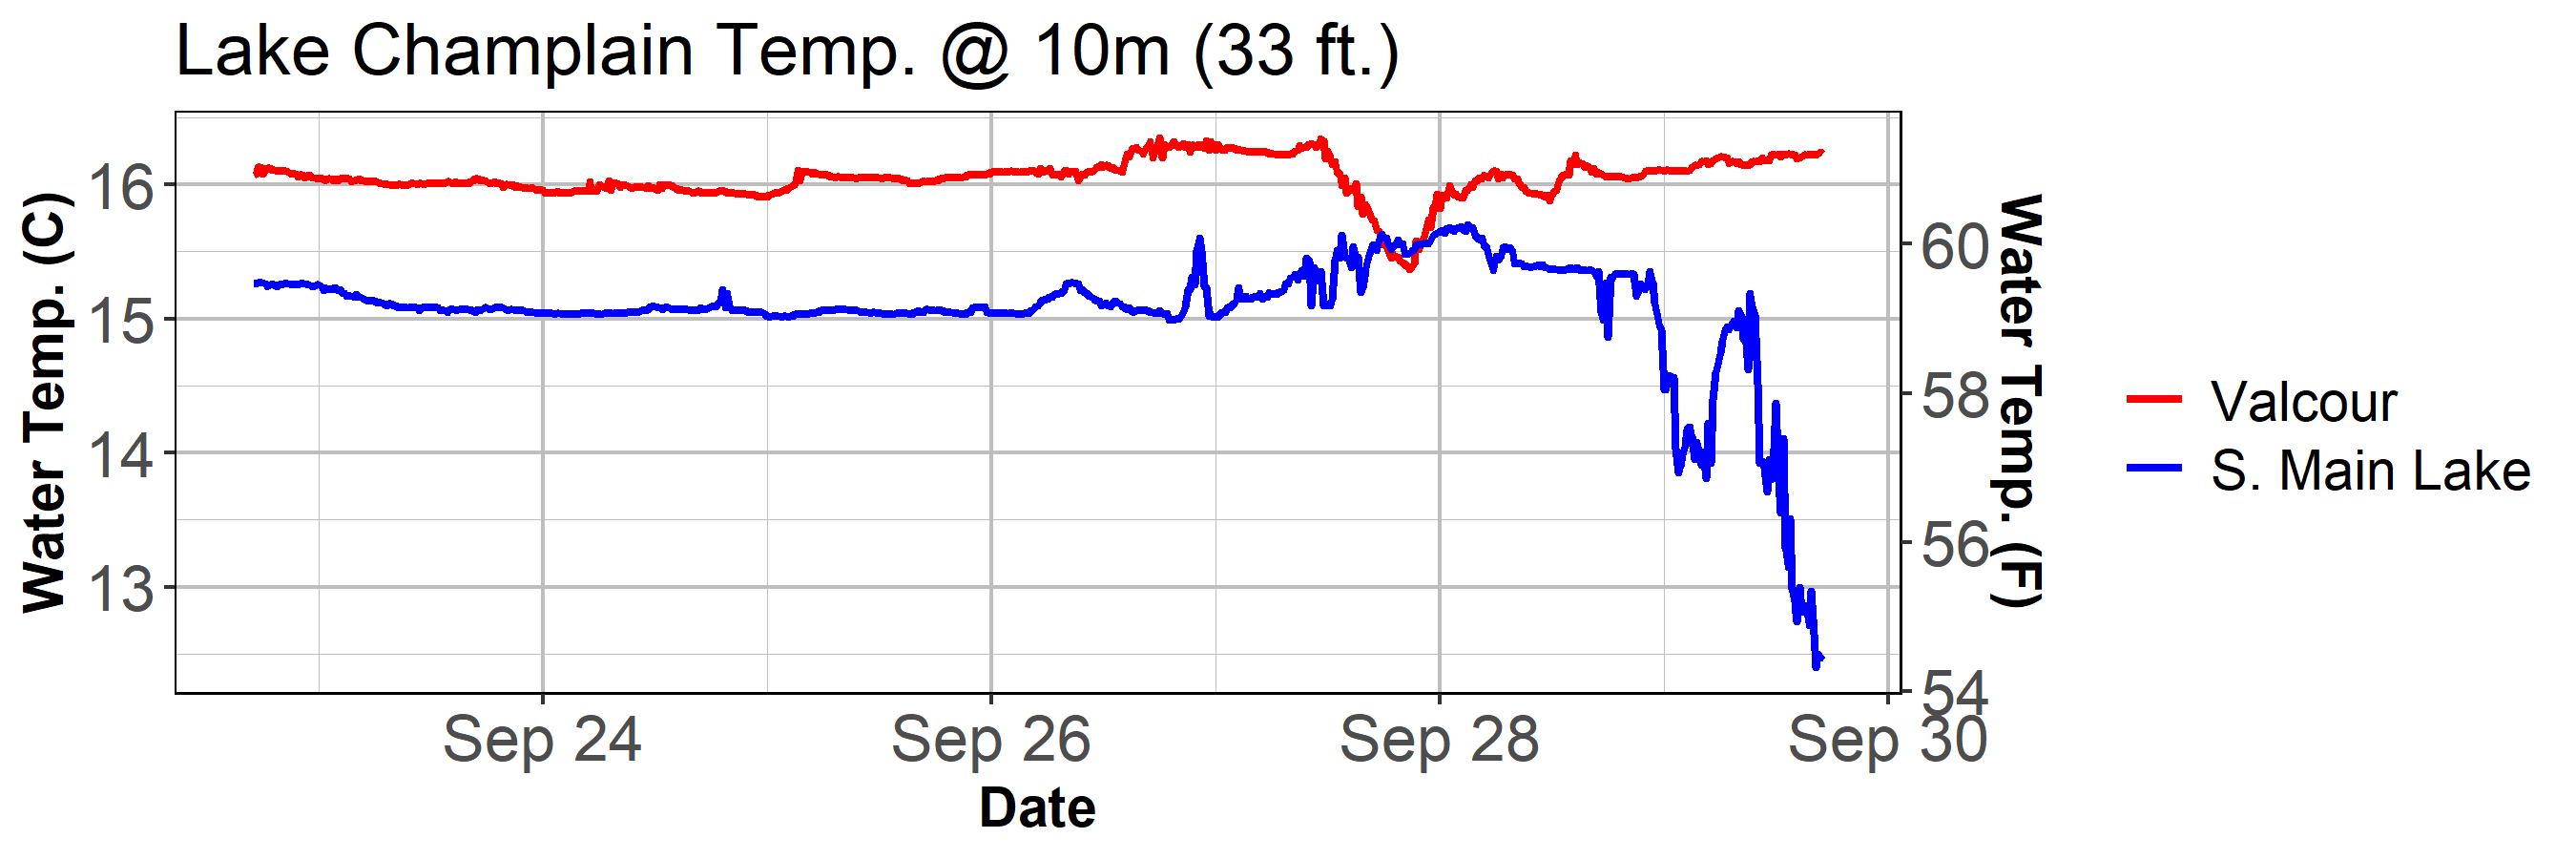 Lake Champlain Temp. @ 10m (33 ft.)
Water Temp. (C)
16
15
14
13
60
58
56
54
Water Temp. (F)
Sep 24
Sep 26
Sep 28
Sep 30
Date
Valcour
S. Main Lake